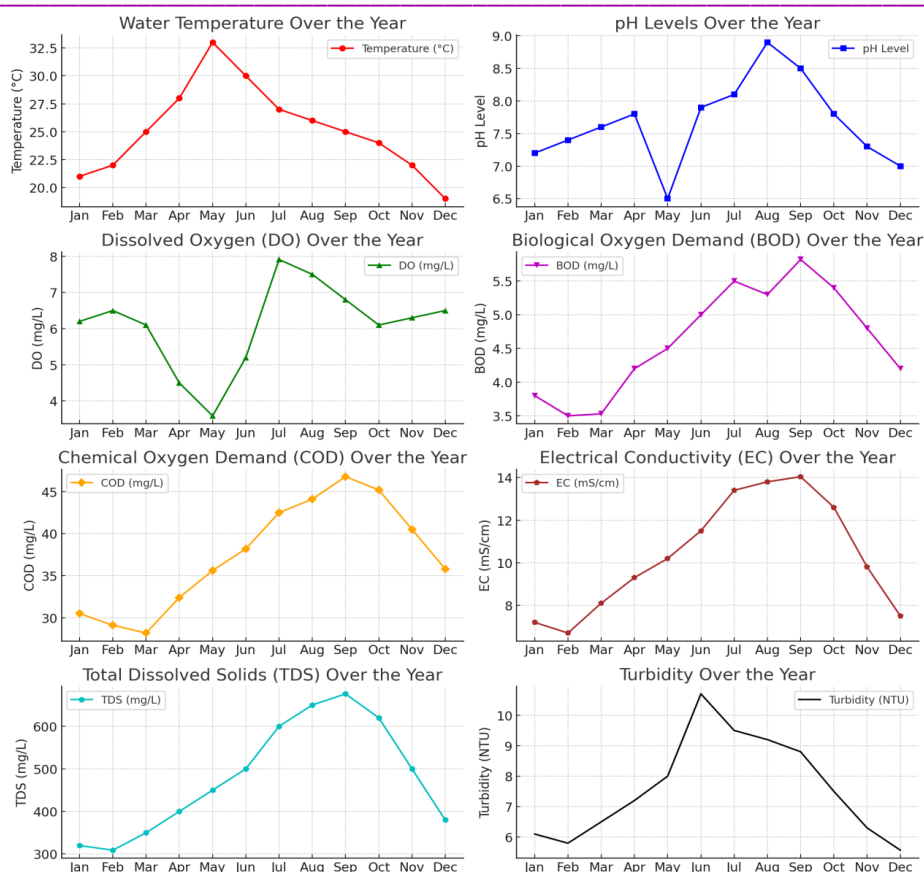 Water Temperature Over the Year
Temperature (°C)
Temperature (°C)
32.5
30.0
27.5
25.0
22.5
20.0
Jan Feb Mar Apr May Jun Jul Aug Sep Oct Nov Dec
pH Levels Over the Year
pH Level
pH Level
9.0
8.5
8.0
7.5
7.0
6.5
Jan Feb Mar Apr May Jun Jul Aug Sep Oct Nov Dec
Dissolved Oxygen (DO) Over the Year
DO (mg/L)
DO (mg/L)
8
7
6
5
4
Jan Feb Mar Apr May Jun Jul Aug Sep Oct Nov Dec
Biological Oxygen Demand (BOD) Over the Year
BOD (mg/L)
BOD (mg/L)
5.5
5.0
4.5
4.0
3.5
Jan Feb Mar Apr May Jun Jul Aug Sep Oct Nov Dec
Chemical Oxygen Demand (COD) Over the Year
COD (mg/L)
COD (mg/L)
45
40
35
30
Jan Feb Mar Apr May Jun Jul Aug Sep Oct Nov Dec
Electrical Conductivity (EC) Over the Year
EC (mS/cm)
EC (mS/cm)
14
12
10
8
Jan Feb Mar Apr May Jun Jul Aug Sep Oct Nov Dec
Total Dissolved Solids (TDS) Over the Year
TDS (mg/L)
TDS (mg/L)
600
500
400
300
Jan Feb Mar Apr May Jun Jul Aug Sep Oct Nov Dec
Turbidity Over the Year
Turbidity (NTU)
Turbidity (NTU)
10
9
8
7
6
Jan Feb Mar Apr May Jun Jul Aug Sep Oct Nov Dec